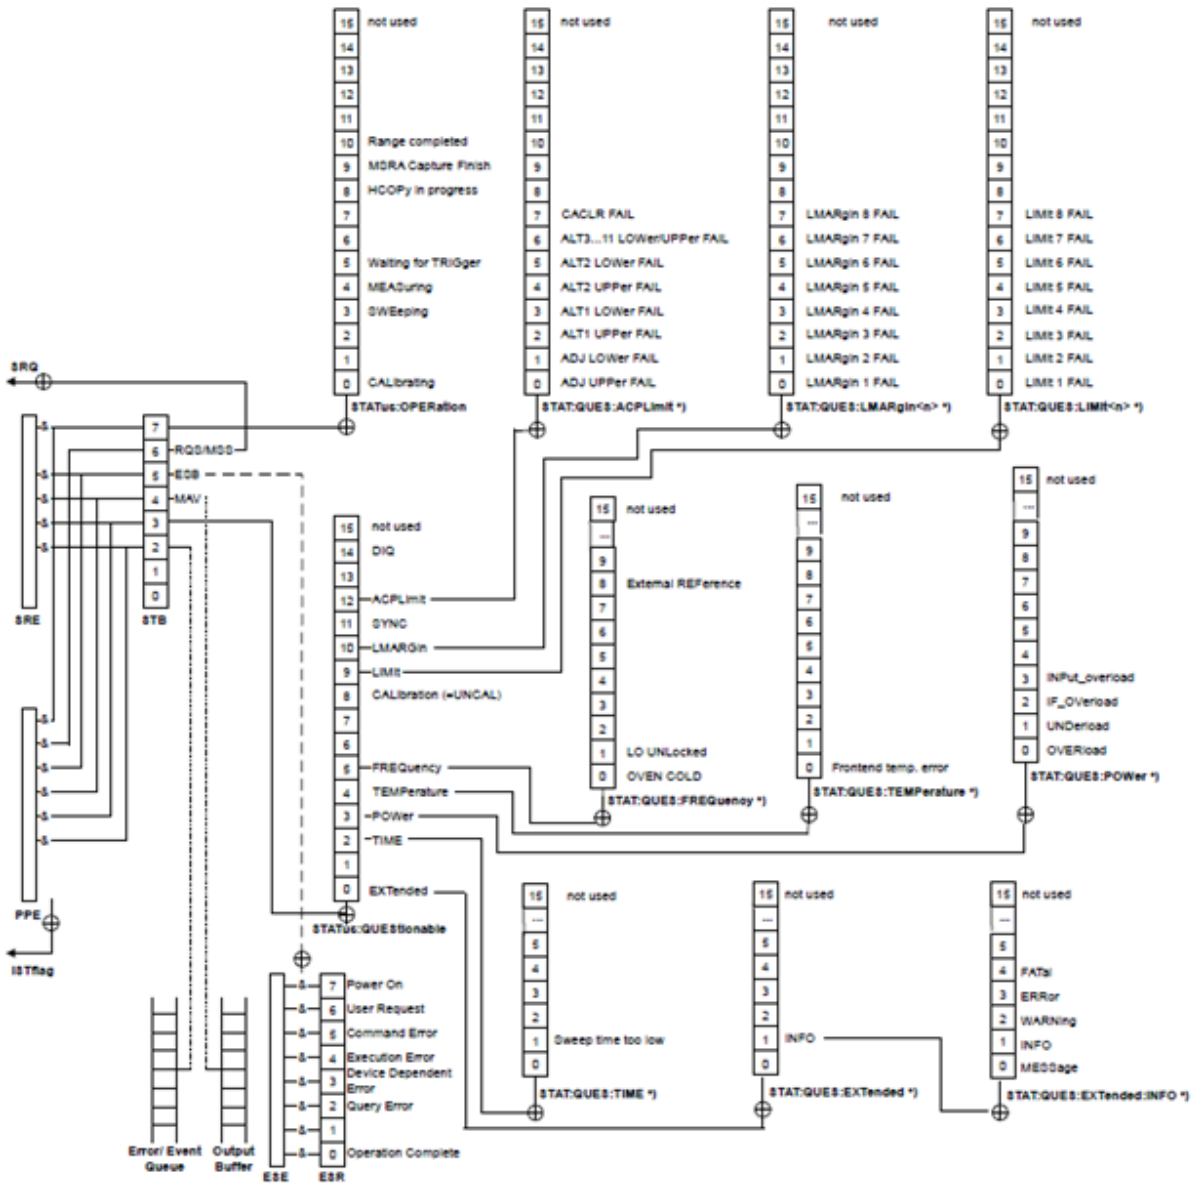 15 not used
14
13
12
11
10 Range completed
9 MSRA Capture Finish
8 HCOPy in progress
7
6
5 Waiting for TRIGger
4 MEASuring
3 SWEeping
2
1
0 CALibrating
STATus:OPERation
15 not used
14
13
12
11
10
9
8
7 CACLR FAIL
6 ALT3...11 LOWer/UPPer FAIL
5 ALT2 LOWer FAIL
4 ALT2 UPPer FAIL
3 ALT1 LOWer FAIL
2 ALT1 UPPer FAIL
1 ADJ LOWer FAIL
0 ADJ UPPer FAIL
STAT:QUES:ACPLimit *)
15 not used
14
13
12
11
10
9
8
7 LMARgin 8 FAIL
6 LMARgin 7 FAIL
5 LMARgin 6 FAIL
4 LMARgin 5 FAIL
3 LMARgin 4 FAIL
2 LMARgin 3 FAIL
1 LMARgin 2 FAIL
0 LMARgin 1 FAIL
STAT:QUES:LMARgin<n> *)
15 not used
14
13
12
11
10
9
8
7 LIMit 8 FAIL
6 LIMit 7 FAIL
5 LIMit 6 FAIL
4 LIMit 5 FAIL
3 LIMit 4 FAIL
2 LIMit 3 FAIL
1 LIMit 2 FAIL
0 LIMit 1 FAIL
STAT:QUES:LIMit<n> *)
SRQ
&
&
&
&
&
SRE
7
6 RQS/MSS
5 ESB
4 MAV
3
2
1
0
STB
&
&
&
&
&
&
PPE
ISTflag
15 not used
14 DIQ
13
12 ACPLimit
11 SYNC
10 LMARGin
9 LIMit
8 CALibration (=UNCAL)
7
6
5 FREQuency
4 TEMPerature
3 POWer
2 TIME
1
0 EXTended
STATus:QUEStionable
15 not used
...
9
8 External REFerence
7
6
5
4
3
2
1 LO UNLocked
0 OVEN COLD
STAT:QUES:FREQuency *)
15 not used
...
9
8
7
6
5
4
3
2
1
0 Frontend temp. error
STAT:QUES:TEMPerature *)
15 not used
...
9
8
7
6
5
4
3 INPut_overload
2 IF_OVerload
1 UNDerload
0 OVERload
STAT:QUES:POWer *)
15 not used
...
5
4
3
2
1 Sweep time too low
0
STAT:QUES:TIME *)
15 not used
...
5
4
3
2
1 INFO
0
STAT:QUES:EXTended *)
15 not used
...
5
4 FATal
3 ERRor
2 WARNing
1 INFO
0 MESSage
STAT:QUES:EXTended:INFO *)
& 7 Power On
& 6 User Request
& 5 Command Error
& 4 Execution Error
& 3 Device Dependent
Error
& 2 Query Error
& 1
& 0 Operation Complete
ESE ESR
Error/ Event
Queue
Output
Buffer